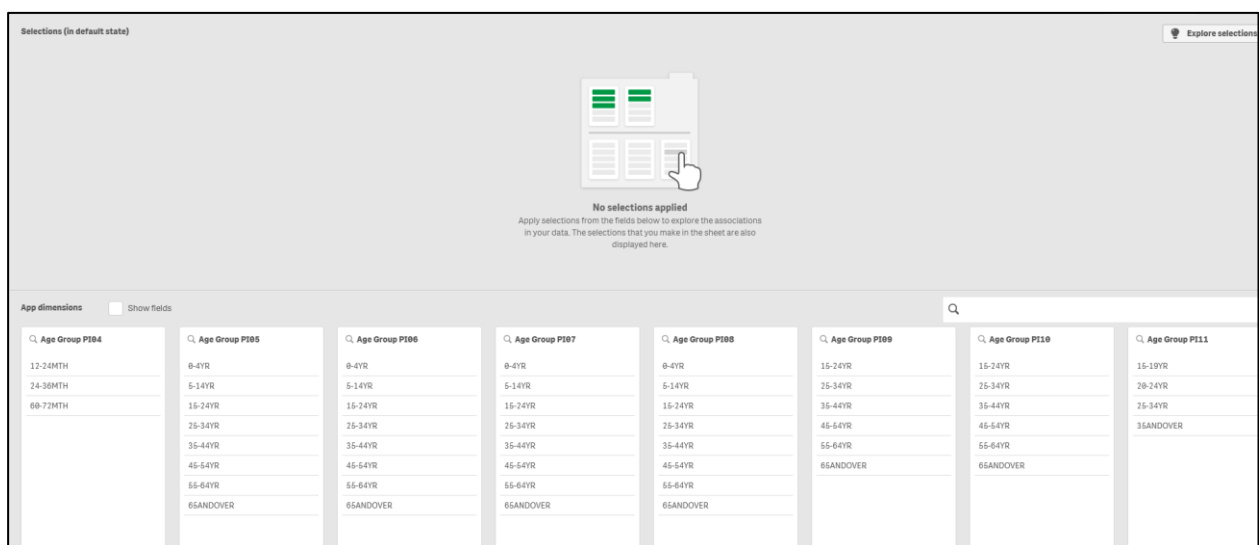 Selections (in default state)
Explore selections
No selections applied
Apply selections from the fields below to explore the associations
in your data. The selections that you make in the sheet are also
displayed here.
App dimensions
Show fields
Age Group PI04
12-24MTH
24-36MTH
60-72MTH
Age Group PI05
0-4YR
5-14YR
15-24YR
25-34YR
35-44YR
45-54YR
55-64YR
65ANDOVER
Age Group PI06
0-4YR
5-14YR
15-24YR
25-34YR
35-44YR
45-54YR
55-64YR
65ANDOVER
Age Group PI07
0-4YR
5-14YR
15-24YR
25-34YR
35-44YR
45-54YR
55-64YR
65ANDOVER
Age Group PI08
0-4YR
5-14YR
15-24YR
25-34YR
35-44YR
45-54YR
55-64YR
65ANDOVER
Age Group PI09
15-24YR
25-34YR
35-44YR
45-54YR
55-64YR
65ANDOVER
Age Group PI10
15-24YR
25-34YR
35-44YR
45-54YR
55-64YR
65ANDOVER
Age Group PI11
15-19YR
20-24YR
25-34YR
35ANDOVER